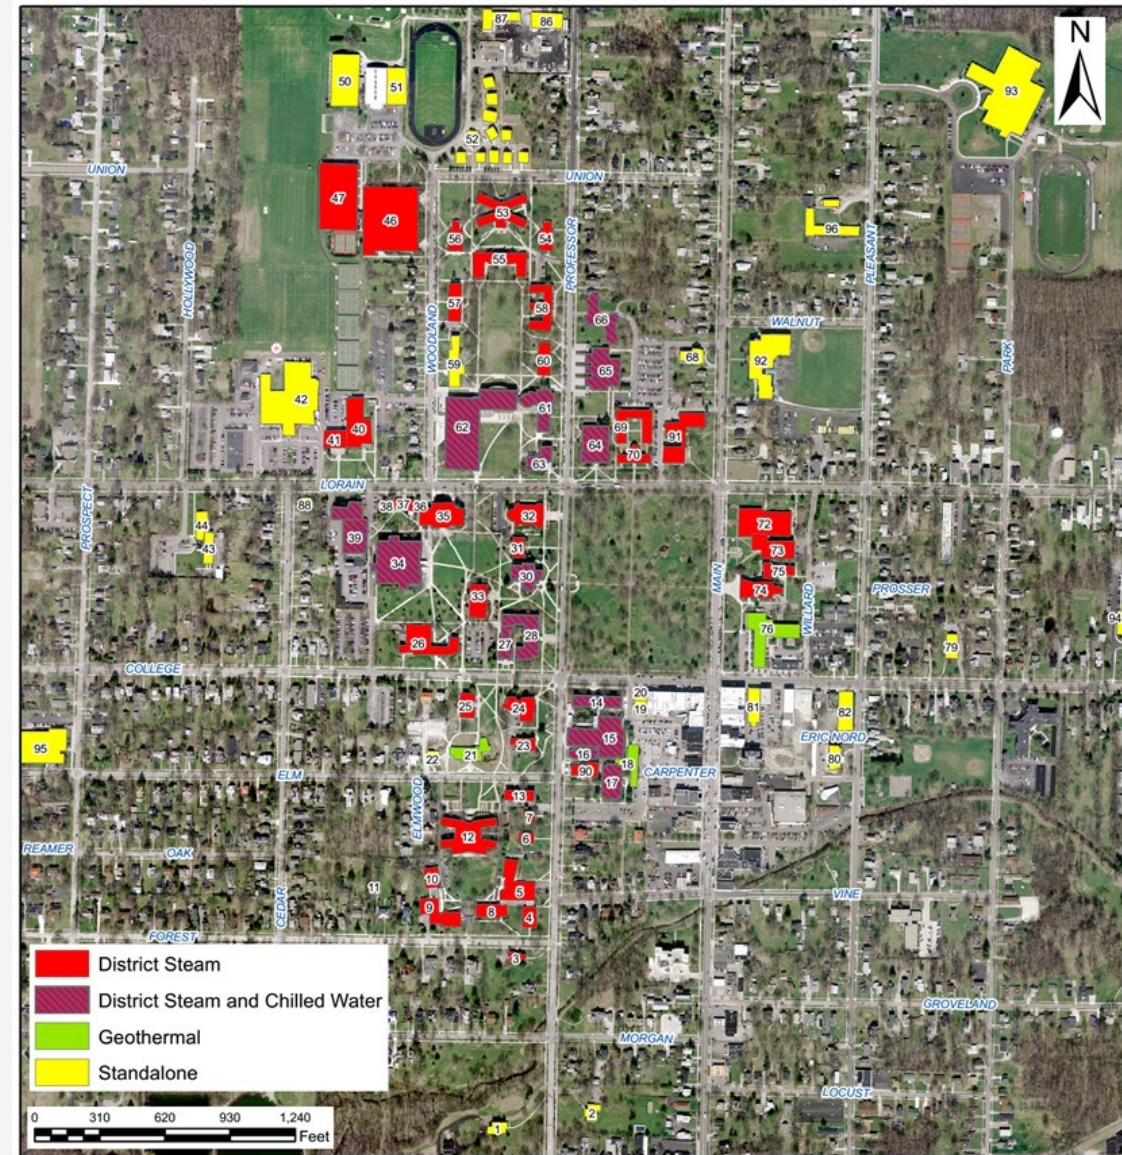 87
86
N
50
51
93
52
UNION
UNION
47
46
53
56
54
96
55
HOLLYWOOD
PROFESSOR
PLEASANT
57
58
66
WALNUT
WOODLAND
59
60
65
68
92
PARK
42
61
62
69
41
40
64
91
70
63
LORAIN
PROSPECT
88
38
37
36
35
32
72
44
43
39
34
31
73
30
75
MAIN
74
WILLARD
PROSSER
33
26
27
28
76
94
79
COLLEGE
25
24
14
20
19
81
82
95
22
21
23
15
16
18
ERIC NORD
80
ELM
90
17
CARPENTER
ELMWOOD
13
7
12
6
REAMER
OAK
10
11
5
VINE
CEDAR
9
8
4
FOREST
3
District Steam
District Steam and Chilled Water
GROVELAND
Geothermal
MORGAN
Standalone
LOCUST
0 310 620 930 1,240
Feet
2
1